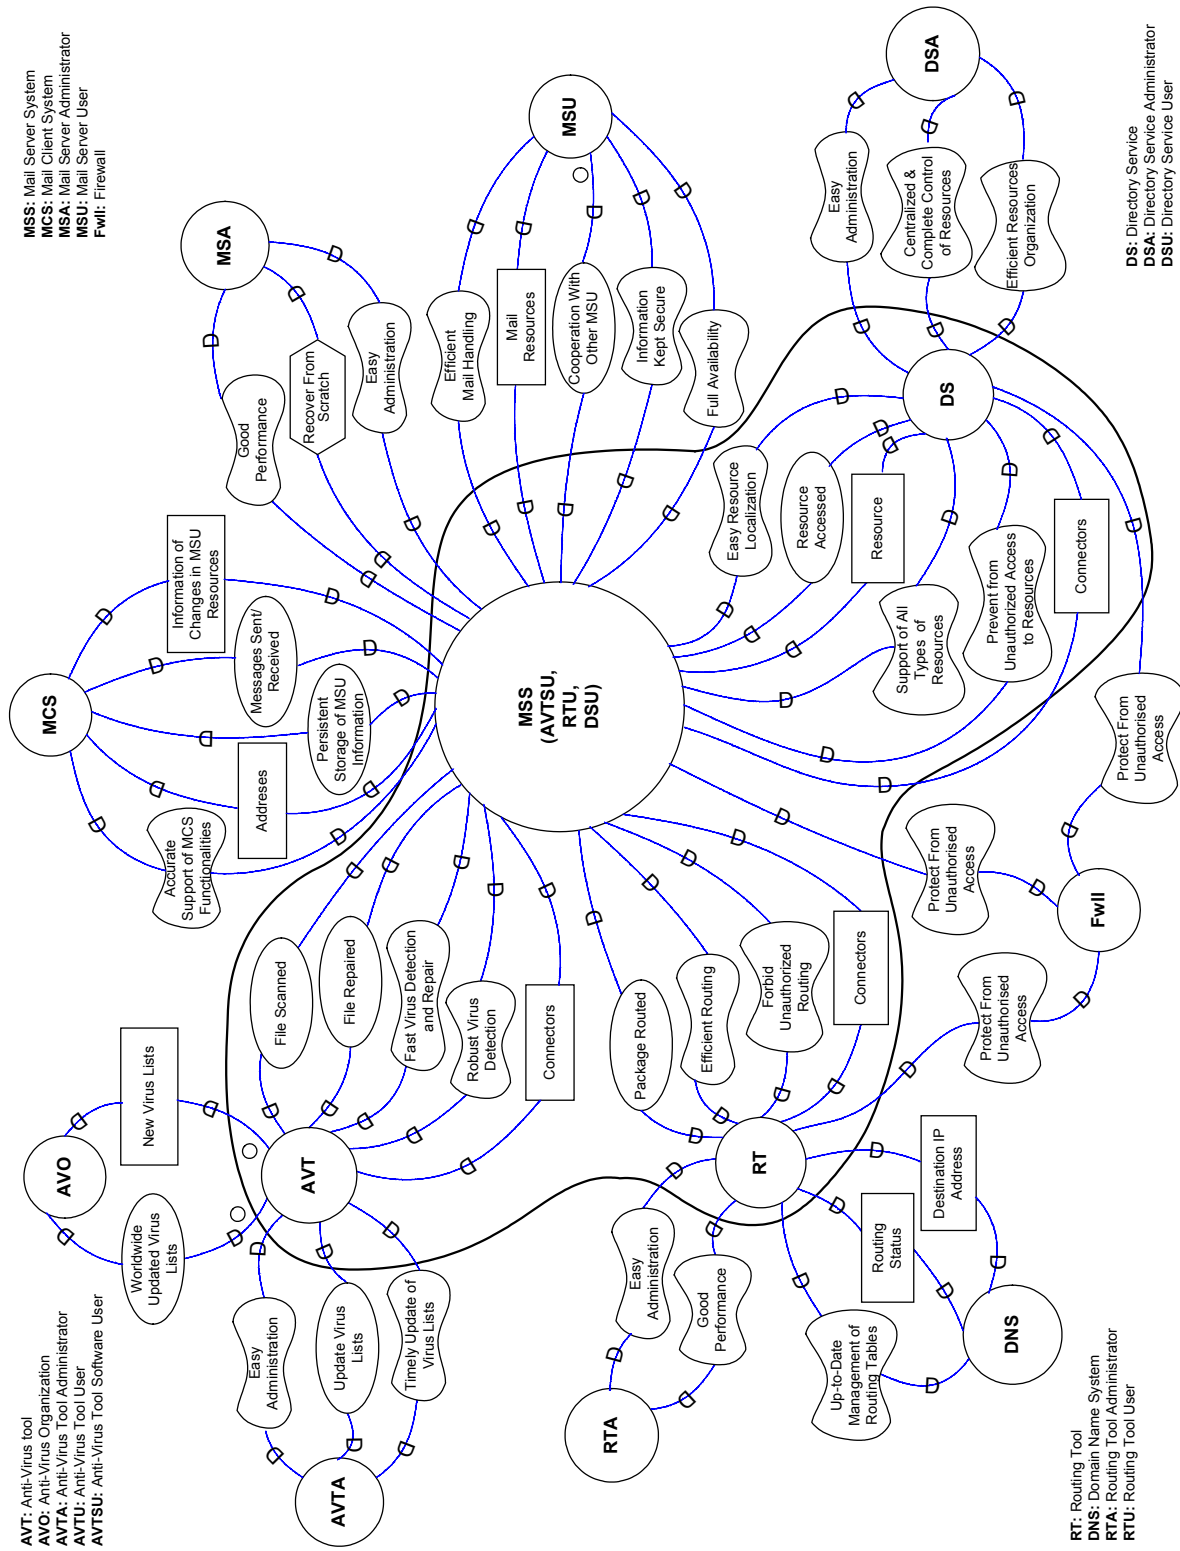 AVT: Anti-Virus tool
AVO: Anti-Virus Organization
AVTA: Anti-Virus Tool Administrator
AVTU: Anti-Virus Tool User
AVTSU: Anti-Virus Tool Software User
MSS: Mail Server System
MCS: Mail Client System
MSA: Mail Server Administrator
MSU: Mail Server User
Fwll: Firewall
AVO
New Virus Lists
Worldwide
Updated Virus
Lists
AVTA
Easy
Administration
Update Virus
Lists
Timely Update of
Virus Lists
AVT
File Scanned
File Repaired
Fast Virus Detection
and Repair
Robust Virus
Detection
Connectors
MCS
Accurate
Support of MCS
Functionalities
Addreses
Persistent
Storage of MSU
Information
Messages Sent/
Received
Information of
Changes in MSU
Resources
MSA
Good
Performance
Recover From
Scratch
Easy
Administration
MSU
Efficient
Mail Handling
Mail
Resources
Cooperation With
Other MSU
Information
Kept Secure
Full Availability
MSS
(AVTSU,
RTU,
DSU)
RTA
Easy
Administration
Good
Performance
RT
Package Routed
Efficient Routing
Forbid
Unauthorized
Routing
Connectors
Up-to-Date
Management of
Routing Tables
Routing
Status
Destination IP
Address
DNS
Protect From
Unauthorised
Access
Protect From
Unauthorised
Access
Protect From
Unauthorised
Access
Fwll
Easy Resource
Localization
Resource
Accessed
Resource
Support of All
Types of
Resources
Prevent from
Unauthorized Access
to Resources
Connectors
DS
Easy
Administration
Centralized &
Complete Control
of Resources
Efficient Resources
Organization
DSA
RT: Routing Tool
DNS: Domain Name System
RTA: Routing Tool Administrator
RTU: Routing Tool User
DS: Directory Service
DSA: Directory Service Administrator
DSU: Directory Service User